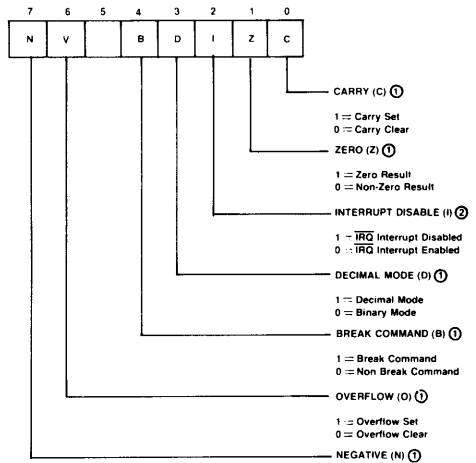 7 6 5 4 3 2 1 0
N V B D I Z C
CARRY (C) ①
1 = Carry Set
0 = Carry Clear
ZERO (Z) ①
1 = Zero Result
0 = Non-Zero Result
INTERRUPT DISABLE (I) ②
1 = IRQ Interrupt Disabled
0 = IRQ Interrupt Enabled
DECIMAL MODE (D) ①
1 = Decimal Mode
0 = Binary Mode
BREAK COMMAND (B) ①
1 = Break Command
0 = Non Break Command
OVERFLOW (O) ①
1 = Overflow Set
0 = Overflow Clear
NEGATIVE (N) ①